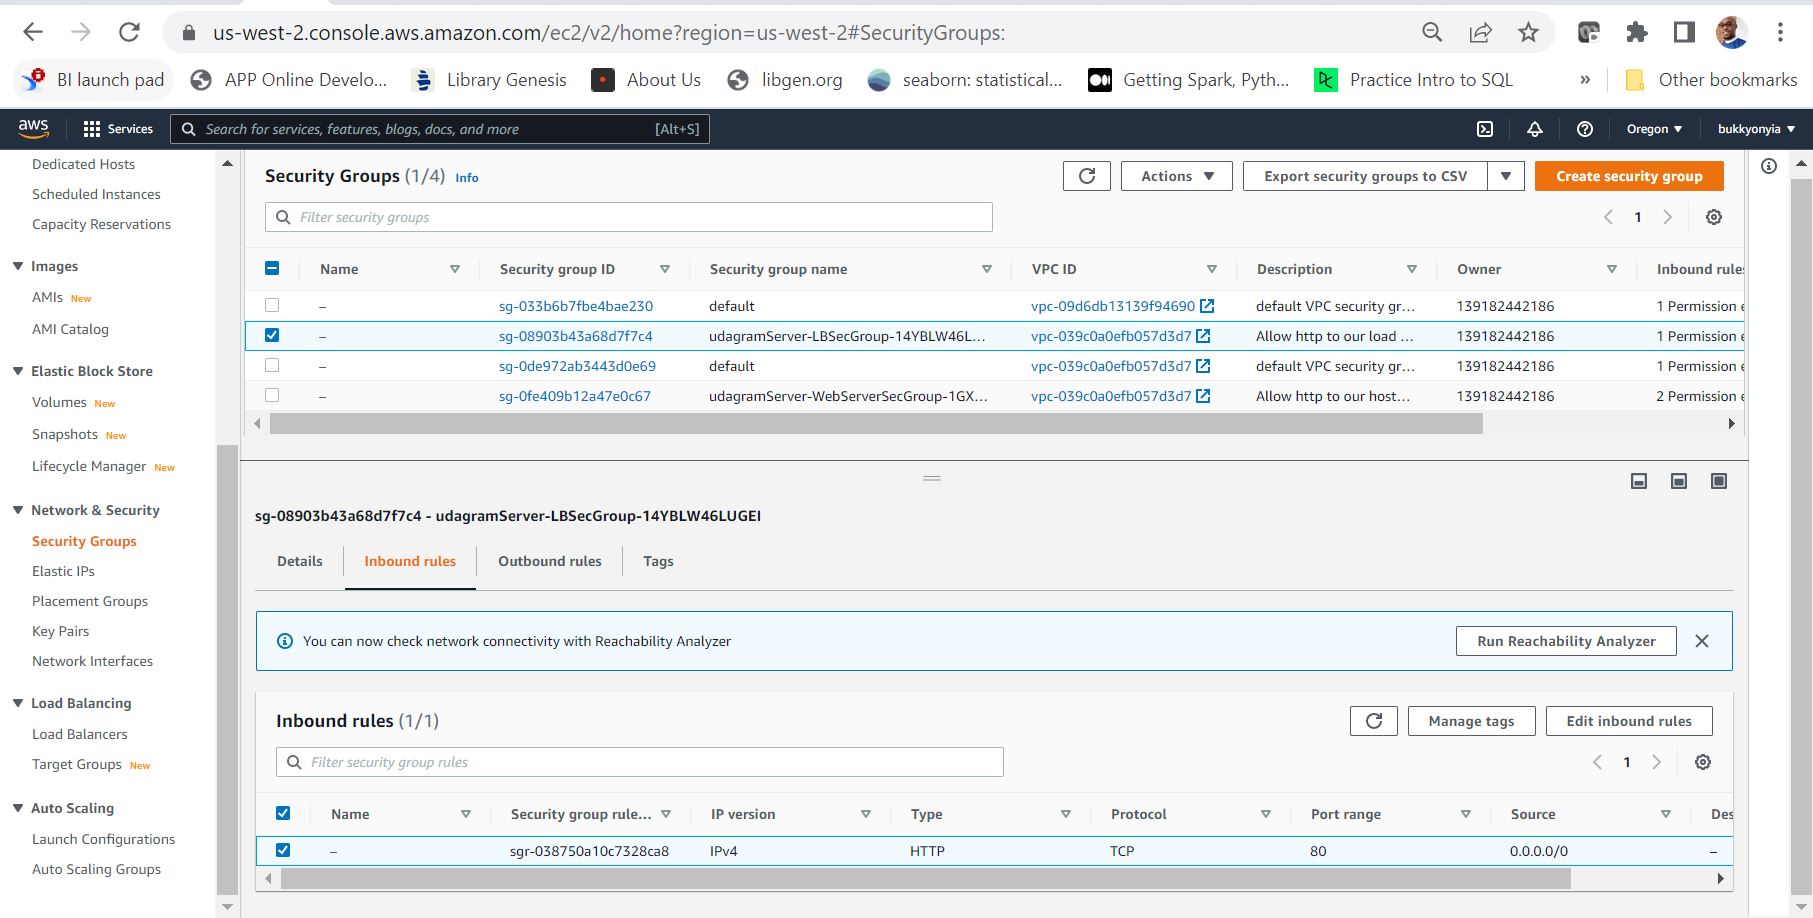 us-west-2.console.aws.amazon.com/ec2/v2/home?region=us-west-2#SecurityGroups:
BI launch pad
APP Online Develo...
Library Genesis
About Us
libgen.org
seaborn: statistical...
Getting Spark, Pyth...
Practice Intro to SQL
»
Other bookmarks
aws
Services
Search for services, features, blogs, docs, and more
[Alt+S]
Oregon
bukkyonyia
Dedicated Hosts
Scheduled Instances
Capacity Reservations
Images
AMIs New
AMI Catalog
Elastic Block Store
Volumes New
Snapshots New
Lifecycle Manager New
Network & Security
Security Groups
Elastic IPs
Placement Groups
Key Pairs
Network Interfaces
Load Balancing
Load Balancers
Target Groups New
Auto Scaling
Launch Configurations
Auto Scaling Groups
Security Groups (1/4) Info
Actions
Export security groups to CSV
Create security group
Filter security groups
1
Name Security group ID Security group name VPC ID Description Owner Inbound rules
– sg-033b6b7fbe4bae230 default vpc-09d6db13139f94690 default VPC security gr... 139182442186 1 Permission e
– sg-08903b43a68d7f7c4 udagramServer-LBSecGroup-14YBLW46L... vpc-039c0a0efb057d3d7 Allow http to our load ... 139182442186 1 Permission e
– sg-0de972ab3443d0e69 default vpc-039c0a0efb057d3d7 default VPC security gr... 139182442186 1 Permission e
– sg-0fe409b12a47e0c67 udagramServer-WebServerSecGroup-1GX... vpc-039c0a0efb057d3d7 Allow http to our host... 139182442186 2 Permission e
sg-08903b43a68d7f7c4 - udagramServer-LBSecGroup-14YBLW46LUGEI
Details
Inbound rules
Outbound rules
Tags
You can now check network connectivity with Reachability Analyzer
Run Reachability Analyzer
Inbound rules (1/1)
Manage tags
Edit inbound rules
Filter security group rules
1
Name Security group rule... IP version Type Protocol Port range Source Des
– sgr-038750a10c7328ca8 IPv4 HTTP TCP 80 0.0.0.0/0 –